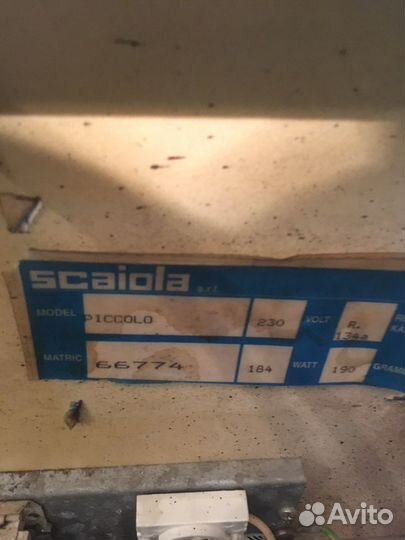 scaiola s.r.l.
MODEL PICCOLO 230 VOLT R. 134a
MATRIC 66774 184 WATT 190
Avito